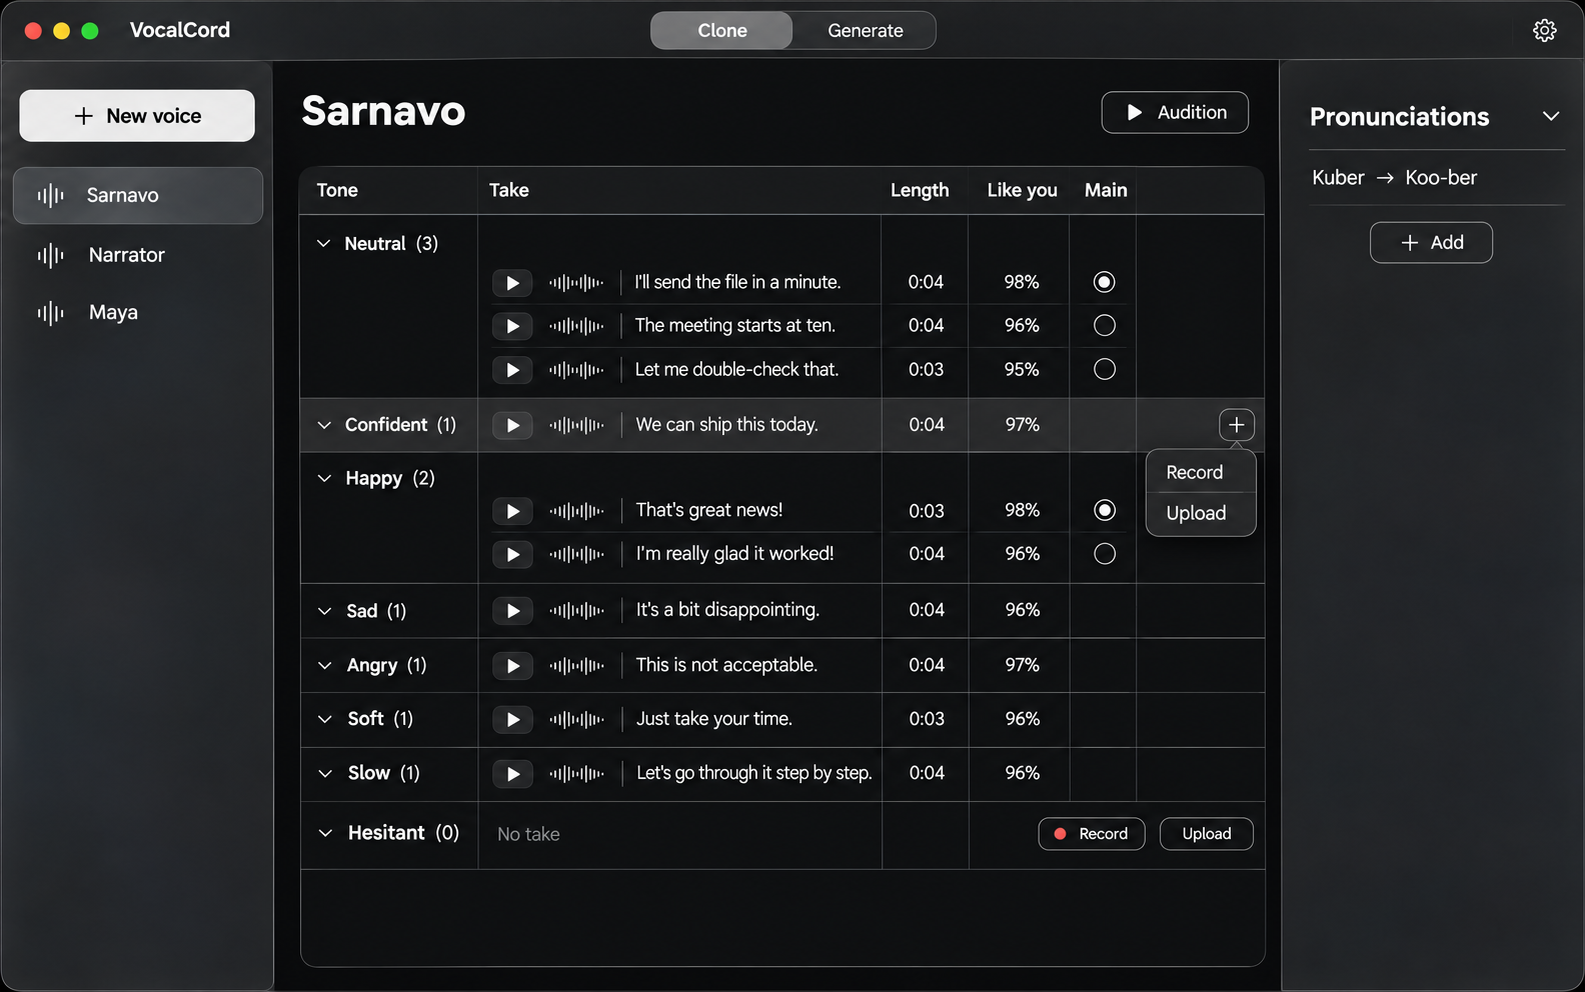 VocalCord
Clone
Generate
+ New voice
Sarnavo
Narrator
Maya
Sarnavo
Audition
Tone Take Length Like you Main
Neutral (3)
I'll send the file in a minute. 0:04 98%
The meeting starts at ten. 0:04 96%
Let me double-check that. 0:03 95%
Confident (1) We can ship this today. 0:04 97% +
Record
Upload
Happy (2)
That's great news! 0:03 98%
I'm really glad it worked! 0:04 96%
Sad (1) It's a bit disappointing. 0:04 96%
Angry (1) This is not acceptable. 0:04 97%
Soft (1) Just take your time. 0:03 96%
Slow (1) Let's go through it step by step. 0:04 96%
Hesitant (0) No take Record Upload
Pronunciations
Kuber → Koo-ber
+ Add